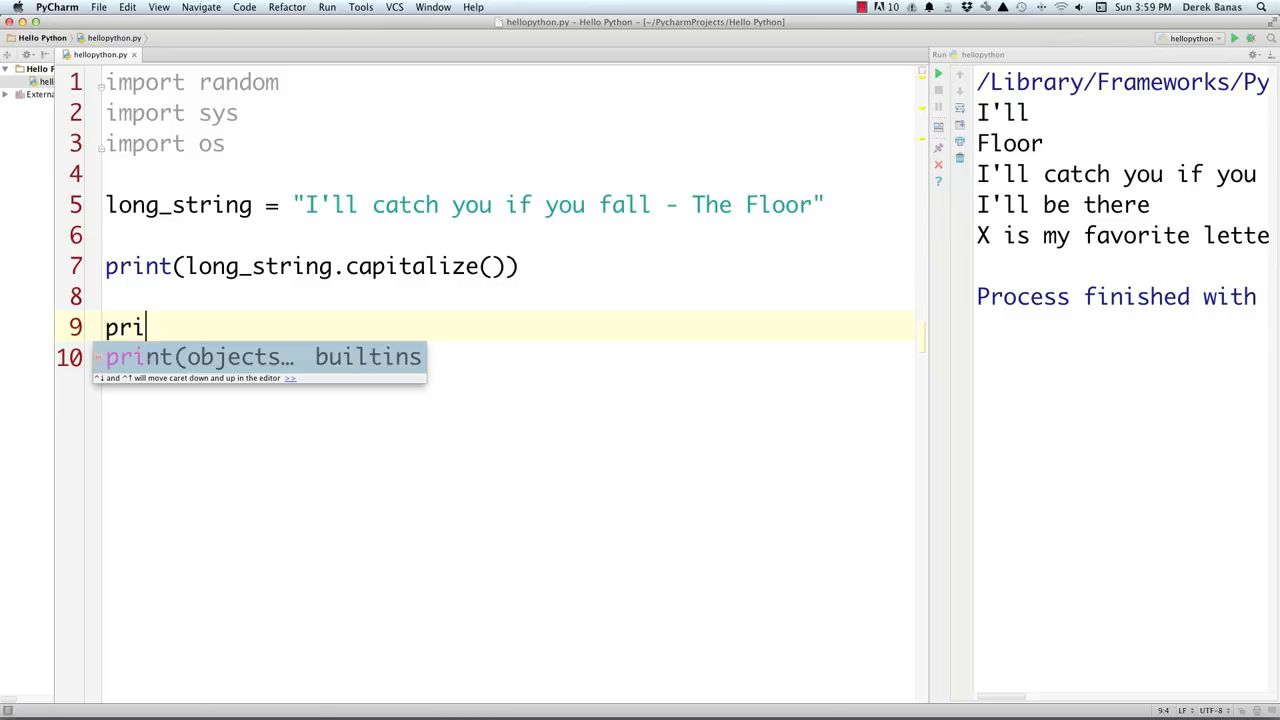 PyCharm File Edit View Navigate Code Refactor Run Tools VCS Window Help 10 Sun 3:59 PM Derek Banas
hellopython.py - Hello Python - [~/PycharmProjects/Hello Python]
Hello Python hellopython.py hellopython
hellopython.py Run hellopython
Hello P
hell
Externa
1 import random
2 import sys
3 import os
4
5 long_string = "I'll catch you if you fall - The Floor"
6
7 print(long_string.capitalize())
8
9 pri
10
print(objects… builtins
^↓ and ^↑ will move caret down and up in the editor >>
/Library/Frameworks/Py
I'll
Floor
I'll catch you if you
I'll be there
X is my favorite lette
Process finished with
9:4 LF UTF-8